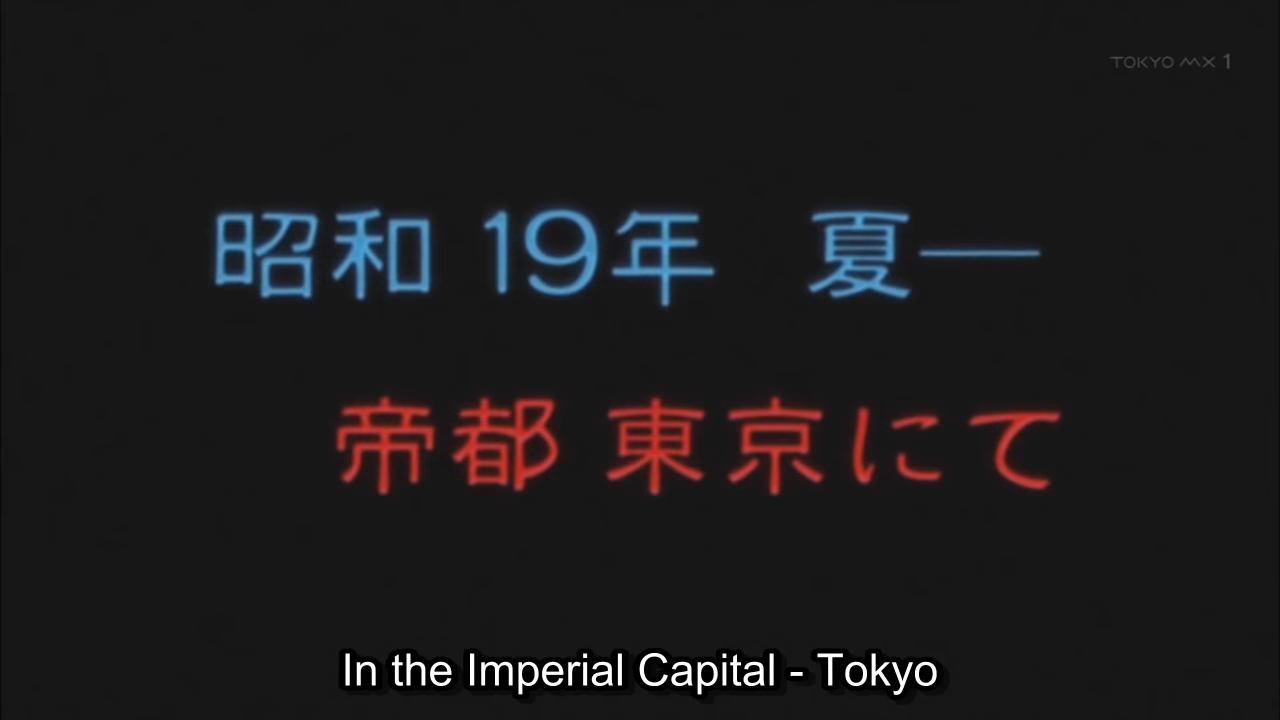 TOKYO MX 1
昭和 19年 夏―
帝都 東京にて
In the Imperial Capital - Tokyo